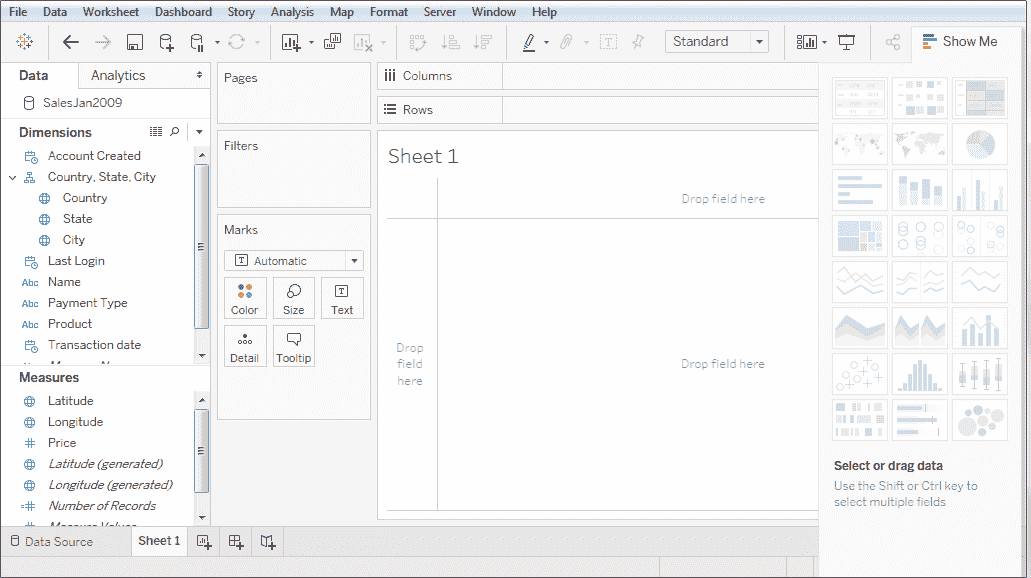 File Data Worksheet Dashboard Story Analysis Map Format Server Window Help
Standard
Show Me
Data Analytics
SalesJan2009
Dimensions
Account Created
Country, State, City
Country
State
City
Last Login
Abc Name
Abc Payment Type
Abc Product
Transaction date
Measures
Latitude
Longitude
Price
Latitude (generated)
Longitude (generated)
Number of Records
Measure Values
Pages
Filters
Marks
Automatic
Color Size Text
Detail Tooltip
Columns
Rows
Sheet 1
Drop field here
Drop
field
here
Drop field here
Select or drag data
Use the Shift or Ctrl key to
select multiple fields
Data Source Sheet 1